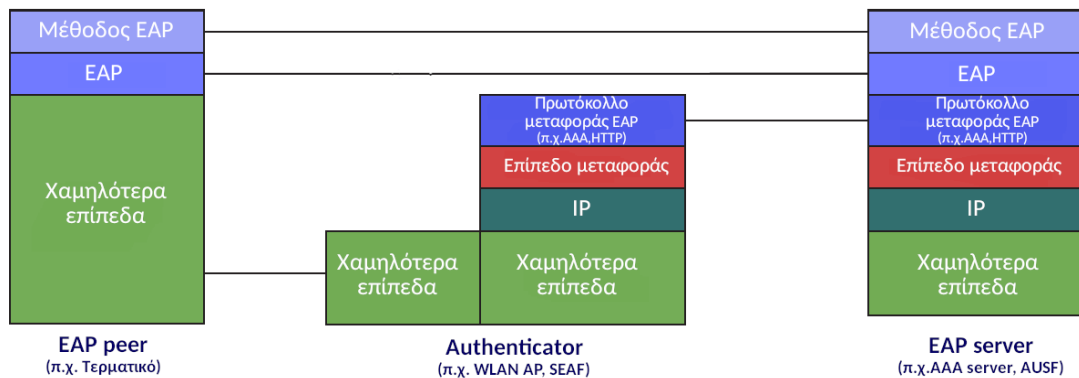 Μέθοδος EAP
EAP
Χαμηλότερα
επίπεδα
EAP peer
(π.χ. Τερματικό)
Πρωτόκολλο
μεταφοράς EAP
(π.χ.AAA,HTTP)
Επίπεδο μεταφοράς
IP
Χαμηλότερα
επίπεδα
Χαμηλότερα
επίπεδα
Authenticator
(π.χ. WLAN AP, SEAF)
Μέθοδος EAP
EAP
Πρωτόκολλο
μεταφοράς EAP
(π.χ.AAA,HTTP)
Επίπεδο μεταφοράς
IP
Χαμηλότερα
επίπεδα
EAP server
(π.χ.AAA server, AUSF)